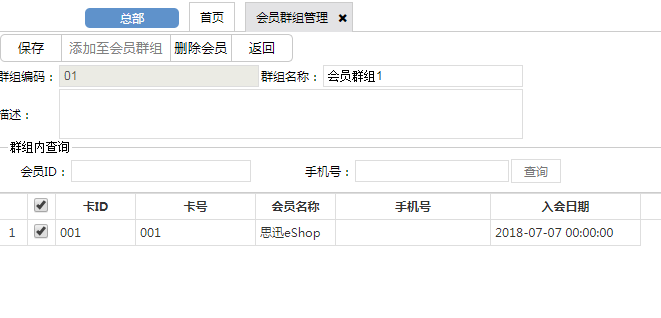 总部 首页 会员群组管理 ✖
保存 添加至会员群组 删除会员 返回
群组编码： 01 群组名称： 会员群组1
描述：
群组内查询
会员ID： 手机号： 查询
卡ID 卡号 会员名称 手机号 入会日期
1 001 001 思迅eShop 2018-07-07 00:00:00